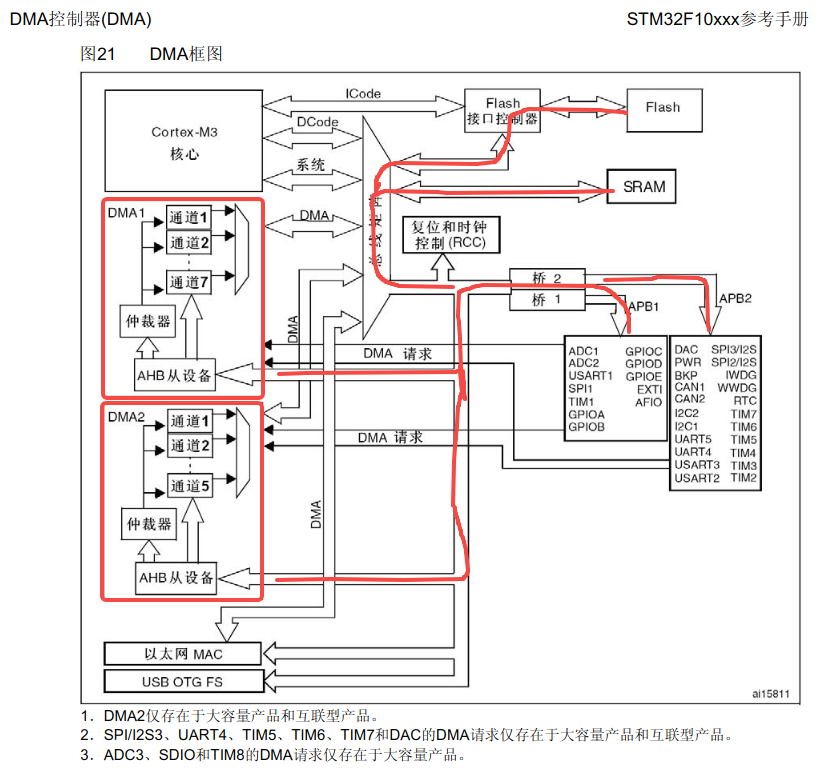 DMA控制器(DMA)
STM32F10xxx参考手册
图21 DMA框图
Cortex-M3
核心
ICode
DCode
系统
DMA
Flash
接口控制器
Flash
SRAM
复位和时钟
控制(RCC)
DMA1
通道1
通道2
通道7
仲裁器
AHB从设备
DMA
DMA 请求
桥 2
桥 1
APB1
APB2
ADC1 GPIOC
ADC2 GPIOD
USART1 GPIOE
SPI1 EXTI
TIM1 AFIO
GPIOA
GPIOB
DAC SPI3/I2S
PWR SPI2/I2S
BKP IWDG
CAN1 WWDG
CAN2 RTC
I2C2 TIM7
I2C1 TIM6
UART5 TIM5
UART4 TIM4
USART3 TIM3
USART2 TIM2
DMA2
通道1
通道2
通道5
仲裁器
AHB从设备
DMA 请求
DMA
以太网 MAC
USB OTG FS
ai15811
1. DMA2仅存在于大容量产品和互联型产品。
2. SPI/I2S3、UART4、TIM5、TIM6、TIM7和DAC的DMA请求仅存在于大容量产品和互联型产品。
3. ADC3、SDIO和TIM8的DMA请求仅存在于大容量产品。